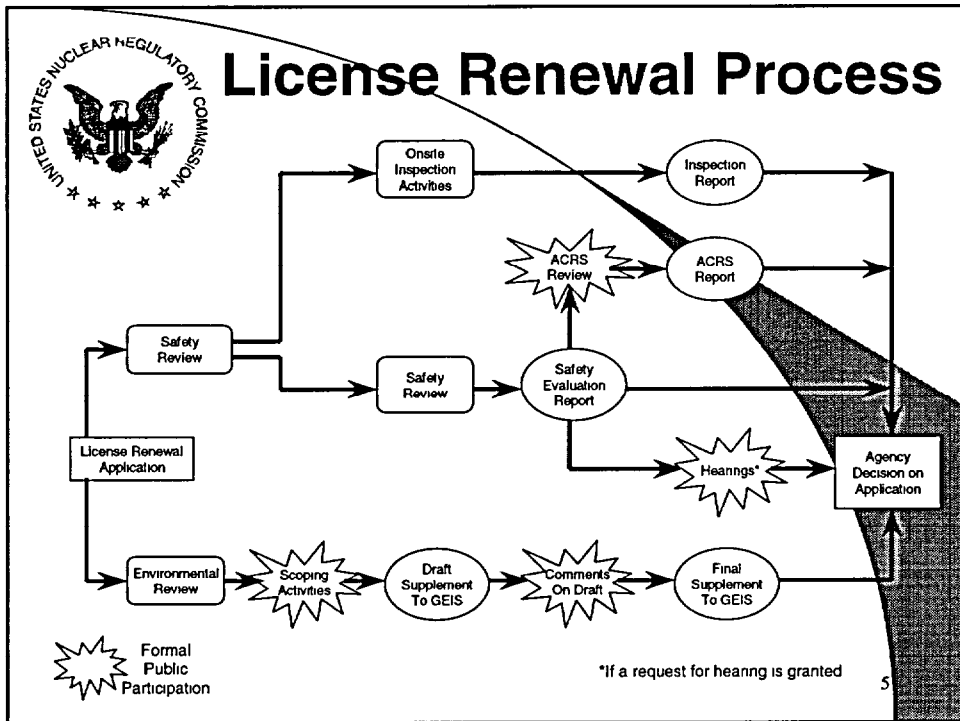 UNITED STATES NUCLEAR REGULATORY COMMISSION
License Renewal Process
Onsite
Inspection
Activities
Inspection
Report
ACRS
Review
ACRS
Report
Safety
Review
Safety
Review
Safety
Evaluation
Report
License Renewal
Application
Hearings*
Agency
Decision on
Application
Environmental
Review
Scoping
Activities
Draft
Supplement
To GEIS
Comments
On Draft
Final
Supplement
To GEIS
Formal
Public
Participation
*If a request for hearing is granted
5